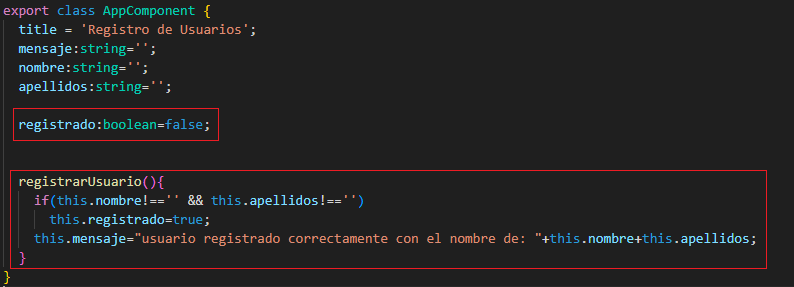 export class AppComponent {
title = 'Registro de Usuarios';
mensaje:string='';
nombre:string='';
apellidos:string='';
registrado:boolean=false;
registrarUsuario(){
if(this.nombre!=='' && this.apellidos!=='')
this.registrado=true;
this.mensaje="usuario registrado correctamente con el nombre de: "+this.nombre+this.apellidos;
}
}